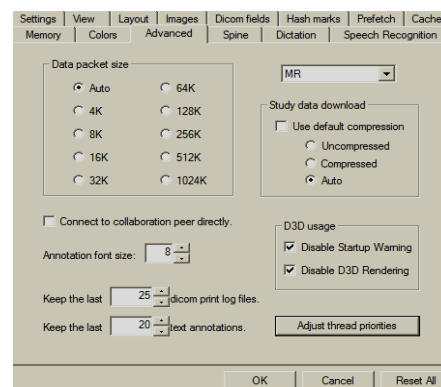 Settings View Layout Images Dicom fields Hash marks Prefetch Cache
Memory Colors Advanced Spine Dictation Speech Recognition
Data packet size
Auto 64K
4K 128K
8K 256K
16K 512K
32K 1024K
MR
Study data download
Use default compression
Uncompressed
Compressed
Auto
Connect to collaboration peer directly.
Annotation font size: 8
D3D usage
Disable Startup Warning
Disable D3D Rendering
Keep the last 25 dicom print log files.
Keep the last 20 text annotations.
Adjust thread priorities
OK Cancel Reset All